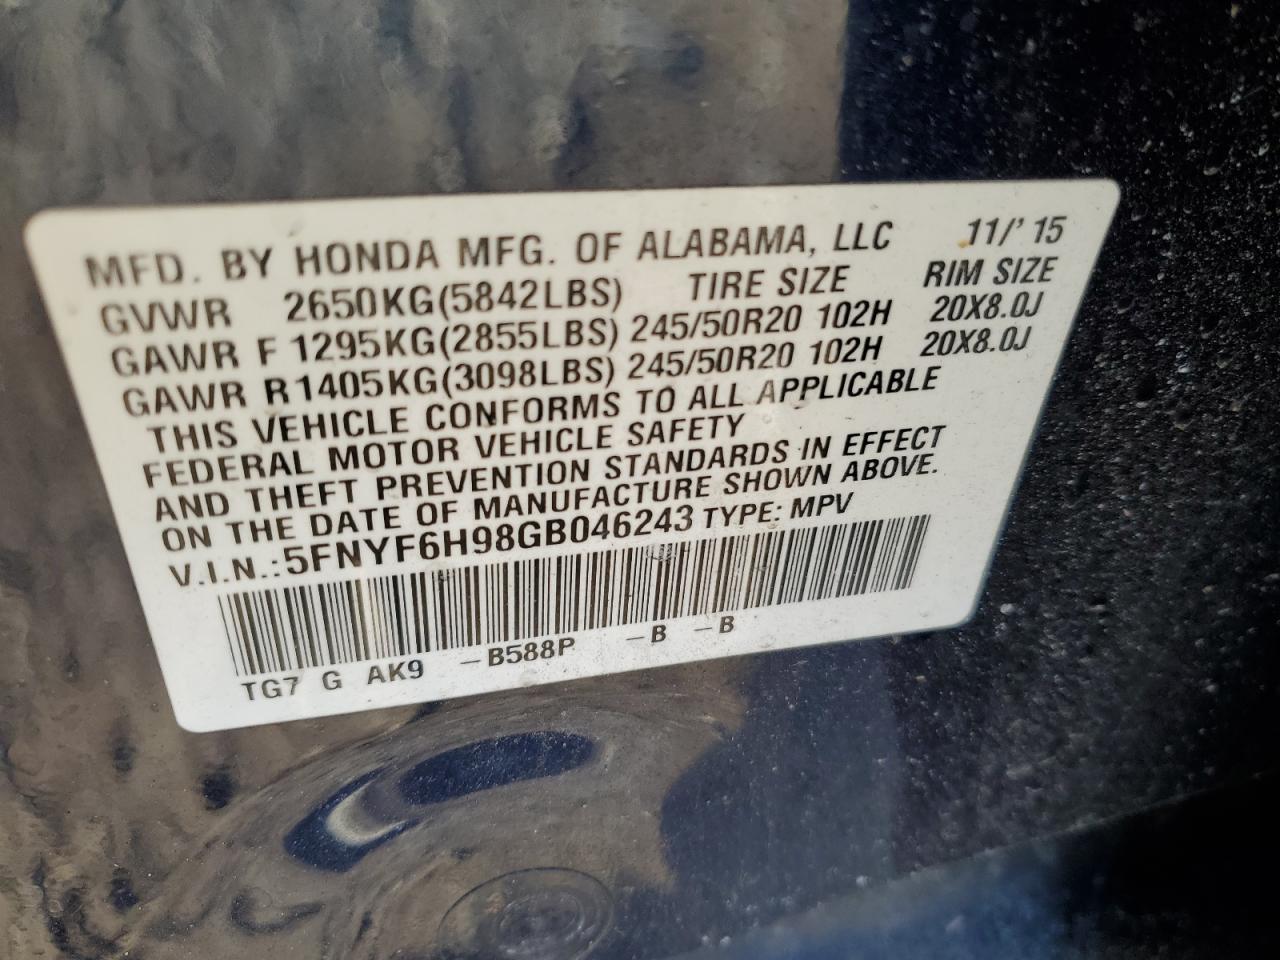 MFD. BY HONDA MFG. OF ALABAMA, LLC 11/'15
GVWR 2650KG(5842LBS) TIRE SIZE RIM SIZE
GAWR F 1295KG(2855LBS) 245/50R20 102H 20X8.0J
GAWR R 1405KG(3098LBS) 245/50R20 102H 20X8.0J
THIS VEHICLE CONFORMS TO ALL APPLICABLE
FEDERAL MOTOR VEHICLE SAFETY
AND THEFT PREVENTION STANDARDS IN EFFECT
ON THE DATE OF MANUFACTURE SHOWN ABOVE.
V.I.N.: 5FNYF6H98GB046243 TYPE: MPV
TG7 G AK9 -B588P -B -B